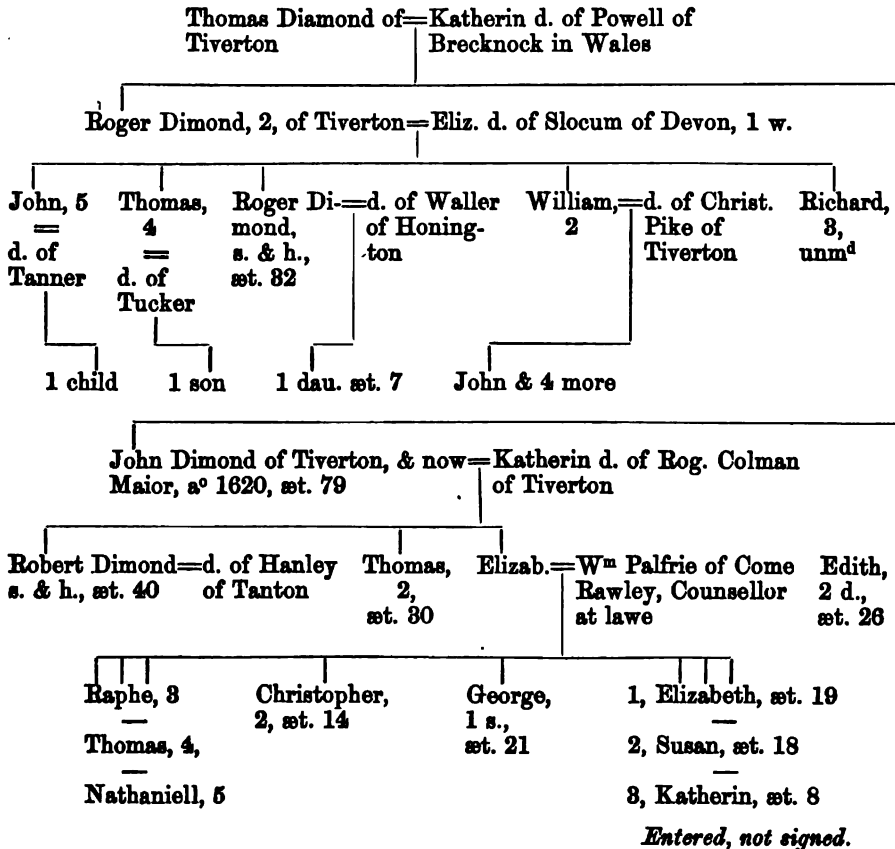 Thomas Diamond of=Katherin d. of Powell of
Tiverton Brecknock in Wales
Roger Dimond, 2, of Tiverton=Eliz. d. of Slocum of Devon, 1 w.
John, 5 Thomas, Roger Di-=d. of Waller William,=d. of Christ. Richard,
= 4 mond, of Honing- 2 Pike of 3,
d. of = s. & h., ton Tiverton unmᵈ
Tanner d. of æt. 32
Tucker
1 child 1 son 1 dau. æt. 7 John & 4 more
John Dimond of Tiverton, & now=Katherin d. of Rog. Colman
Maior, aᵒ 1620, æt. 79 of Tiverton
Robert Dimond=d. of Hanley Thomas, Elizab.=Wᵐ Palfrie of Come Edith,
s. & h., æt. 40 of Tanton 2, Rawley, Counsellor 2 d.,
æt. 30 at lawe æt. 26
Raphe, 3 Christopher, George, 1, Elizabeth, æt. 19
— 2, æt. 14 1 s., —
Thomas, 4, æt. 21 2, Susan, æt. 18
— —
Nathaniell, 5 3, Katherin, æt. 8
Entered, not signed.